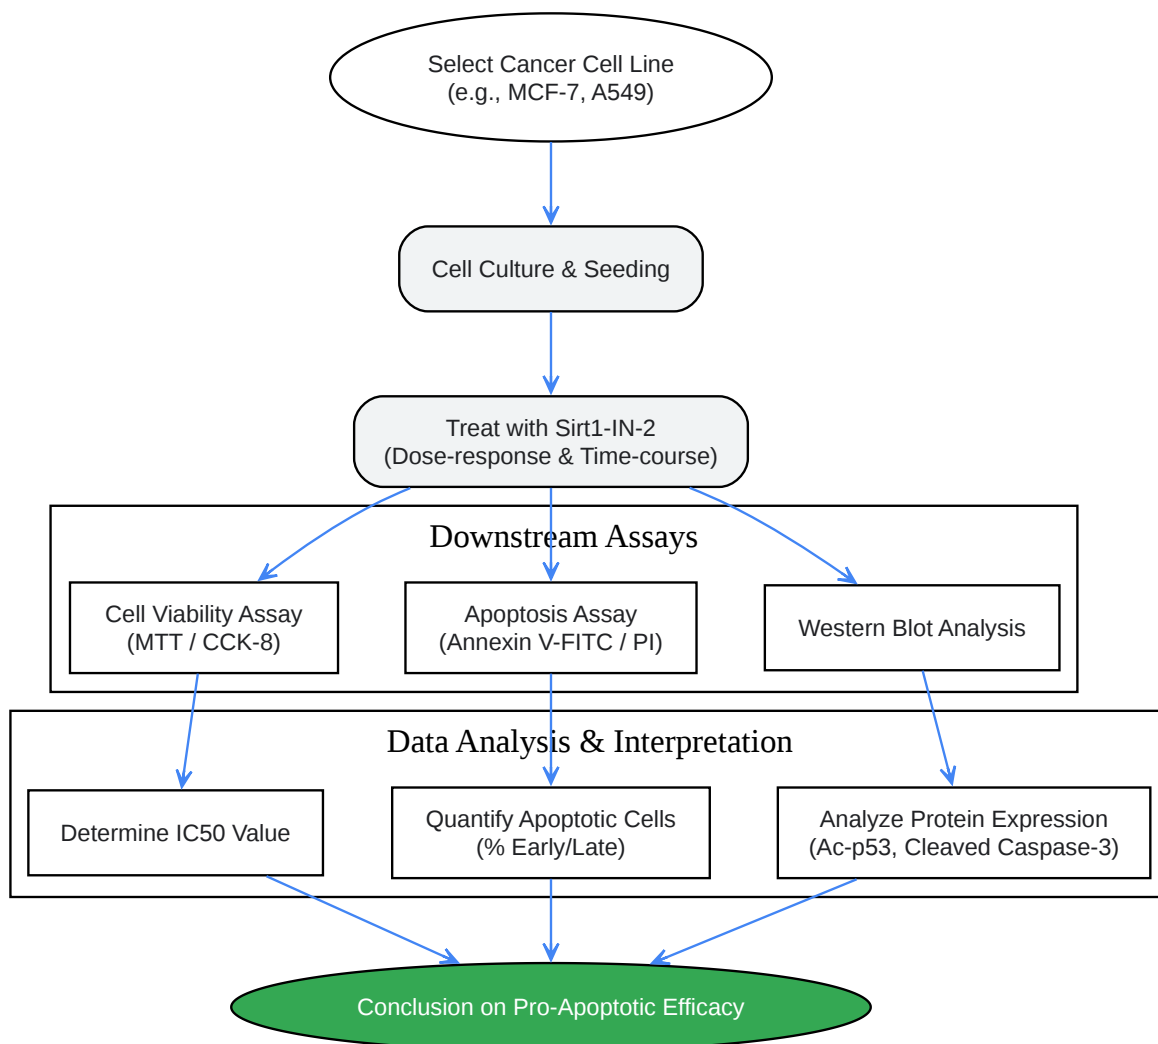 Select Cancer Cell Line
(e.g., MCF-7, A549)
Cell Culture & Seeding
Treat with Sirt1-IN-2
(Dose-response & Time-course)
Downstream Assays
Cell Viability Assay
(MTT / CCK-8)
Apoptosis Assay
(Annexin V-FITC / PI)
Western Blot Analysis
Data Analysis & Interpretation
Determine IC50 Value
Quantify Apoptotic Cells
(% Early/Late)
Analyze Protein Expression
(Ac-p53, Cleaved Caspase-3)
Conclusion on Pro-Apoptotic Efficacy